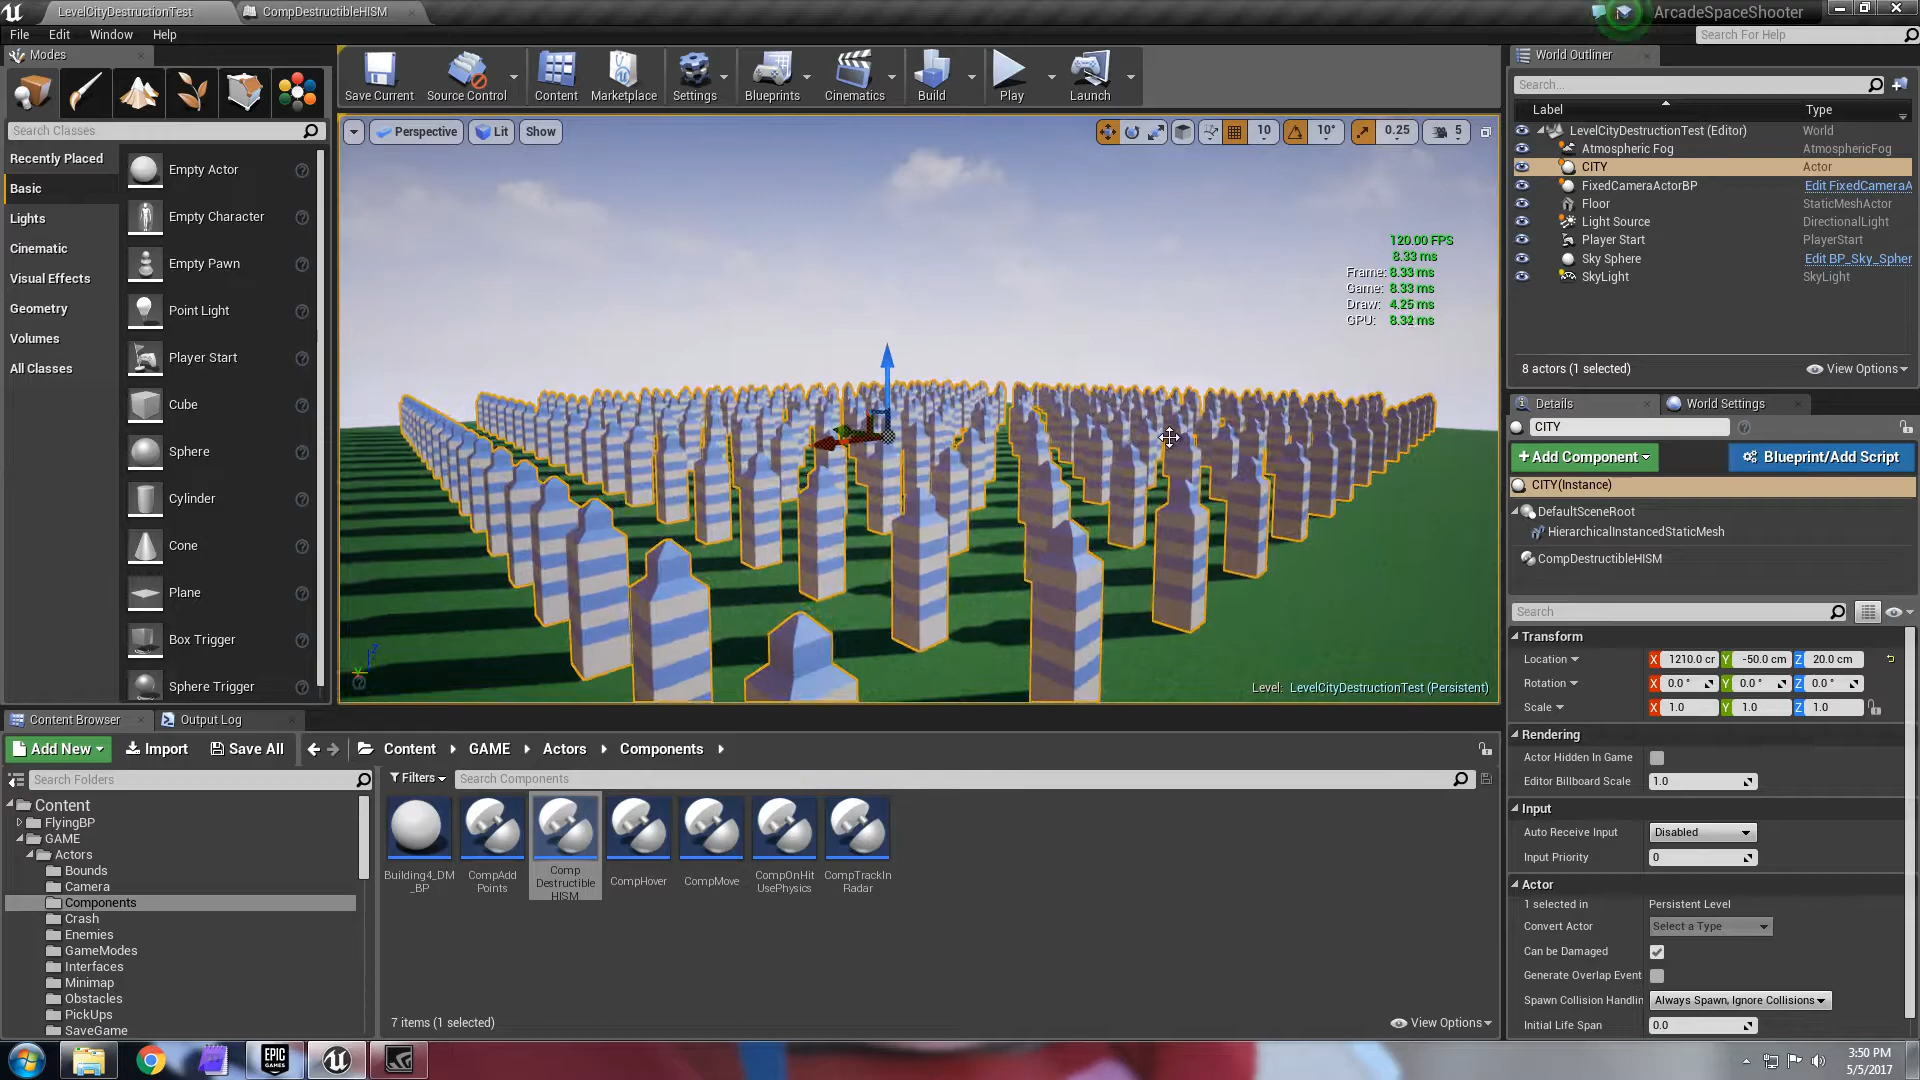 LevelCityDestructionTest
CompDestructibleHISM
ArcadeSpaceShooter
File Edit Window Help
Search For Help
Modes
Search Classes
Recently Placed
Basic
Lights
Cinematic
Visual Effects
Geometry
Volumes
All Classes
Empty Actor
Empty Character
Empty Pawn
Point Light
Player Start
Cube
Sphere
Cylinder
Cone
Plane
Box Trigger
Sphere Trigger
Save Current
Source Control
Content
Marketplace
Settings
Blueprints
Cinematics
Build
Play
Launch
Perspective
Lit
Show
10
10°
0.25
5
120.00 FPS
8.33 ms
Frame: 8.33 ms
Game: 8.33 ms
Draw: 4.25 ms
GPU: 8.32 ms
Level: LevelCityDestructionTest (Persistent)
World Outliner
Search...
Label Type
LevelCityDestructionTest (Editor) World
Atmospheric Fog AtmosphericFog
CITY Actor
FixedCameraActorBP Edit FixedCameraA
Floor StaticMeshActor
Light Source DirectionalLight
Player Start PlayerStart
Sky Sphere Edit BP_Sky_Spher
SkyLight SkyLight
8 actors (1 selected)
View Options
Details
World Settings
CITY
+Add Component
Blueprint/Add Script
CITY(Instance)
DefaultSceneRoot
HierarchicalInstancedStaticMesh
CompDestructibleHISM
Search
Transform
Location X 1210.0 cr Y -50.0 cm Z 20.0 cm
Rotation X 0.0 ° Y 0.0 ° Z 0.0 °
Scale X 1.0 Y 1.0 Z 1.0
Rendering
Actor Hidden In Game
Editor Billboard Scale 1.0
Input
Auto Receive Input Disabled
Input Priority 0
Actor
1 selected in Persistent Level
Convert Actor Select a Type
Can be Damaged
Generate Overlap Event
Spawn Collision Handlin Always Spawn, Ignore Collisions
Initial Life Span 0.0
Content Browser
Output Log
Add New
Import
Save All
Content GAME Actors Components
Search Folders
Filters
Search Components
Content
FlyingBP
GAME
Actors
Bounds
Camera
Components
Crash
Enemies
GameModes
Interfaces
Minimap
Obstacles
PickUps
SaveGame
Building4_DM
_BP
CompAdd
Points
Comp
Destructible
HISM
CompHover
CompMove
CompOnHit
UsePhysics
CompTrackIn
Radar
7 items (1 selected)
View Options
EPIC
GAMES
3:50 PM
5/5/2017